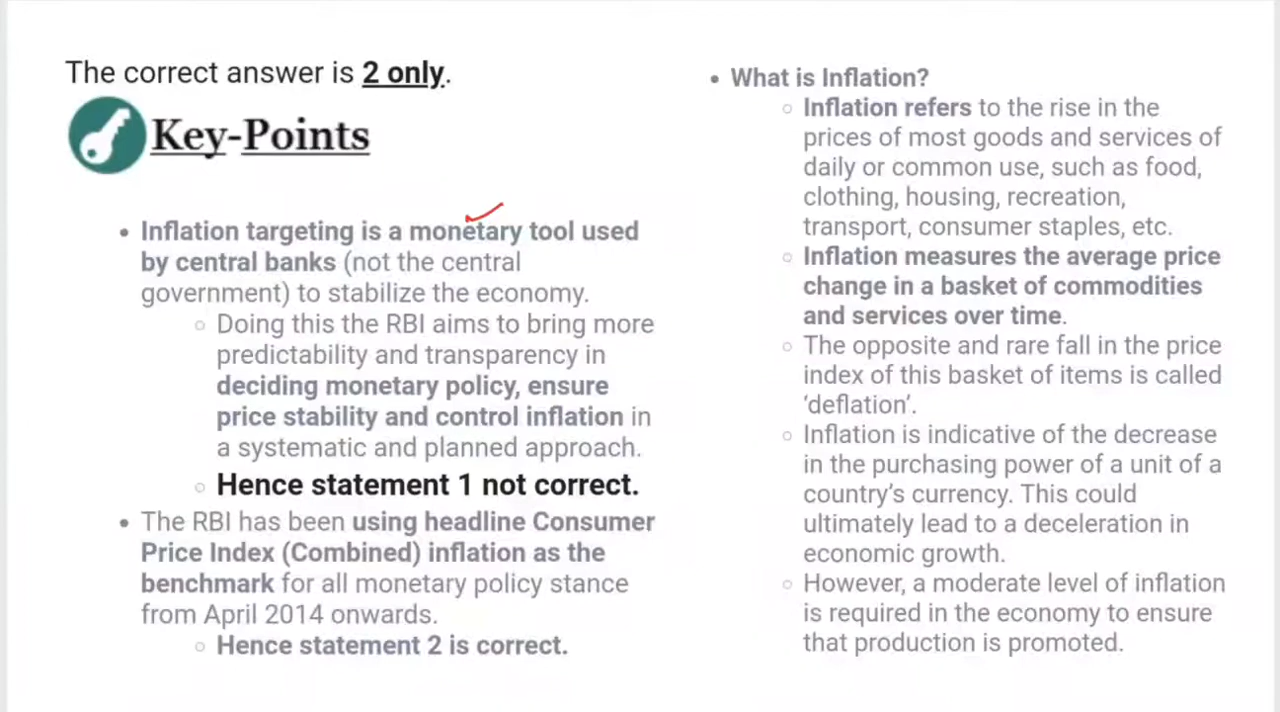 The correct answer is 2 only.
Key-Points
• Inflation targeting is a monetary tool used
by central banks (not the central
government) to stabilize the economy.
○ Doing this the RBI aims to bring more
predictability and transparency in
deciding monetary policy, ensure
price stability and control inflation in
a systematic and planned approach.
○ Hence statement 1 not correct.
• The RBI has been using headline Consumer
Price Index (Combined) inflation as the
benchmark for all monetary policy stance
from April 2014 onwards.
○ Hence statement 2 is correct.
• What is Inflation?
○ Inflation refers to the rise in the
prices of most goods and services of
daily or common use, such as food,
clothing, housing, recreation,
transport, consumer staples, etc.
○ Inflation measures the average price
change in a basket of commodities
and services over time.
○ The opposite and rare fall in the price
index of this basket of items is called
‘deflation’.
○ Inflation is indicative of the decrease
in the purchasing power of a unit of a
country’s currency. This could
ultimately lead to a deceleration in
economic growth.
○ However, a moderate level of inflation
is required in the economy to ensure
that production is promoted.